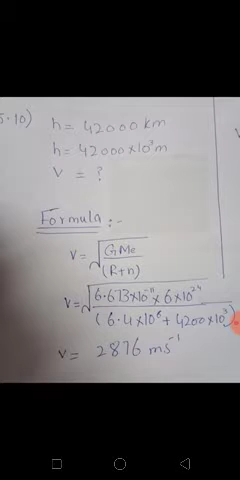 5.10) h = 42000 km
h = 42000×10³m
V = ?
Formula :-
V = √GMe/(R+h)
V = √6.673×10⁻¹¹ × 6×10²⁴/(6.4×10⁶ + 4200×10³)
V = 2876 ms⁻¹